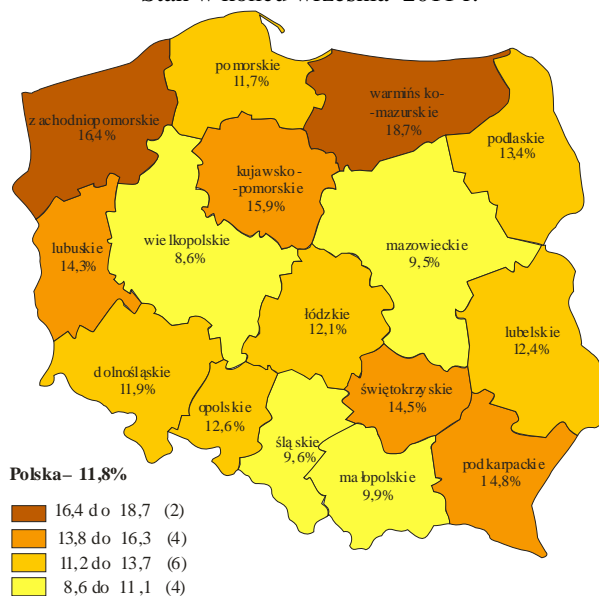 Stan w końcu września 2011 r.
pomorskie
11,7%
warmińsko-
-mazurskie
18,7%
zachodniopomorskie
16,4%
podlaskie
13,4%
kujawsko-
-pomorskie
15,9%
lubuskie
14,3%
wielkopolskie
8,6%
mazowieckie
9,5%
łódzkie
12,1%
lubelskie
12,4%
dolnośląskie
11,9%
opolskie
12,6%
świętokrzyskie
14,5%
śląskie
9,6%
małopolskie
9,9%
podkarpackie
14,8%
Polska– 11,8%
16,4 do 18,7 (2)
13,8 do 16,3 (4)
11,2 do 13,7 (6)
8,6 do 11,1 (4)